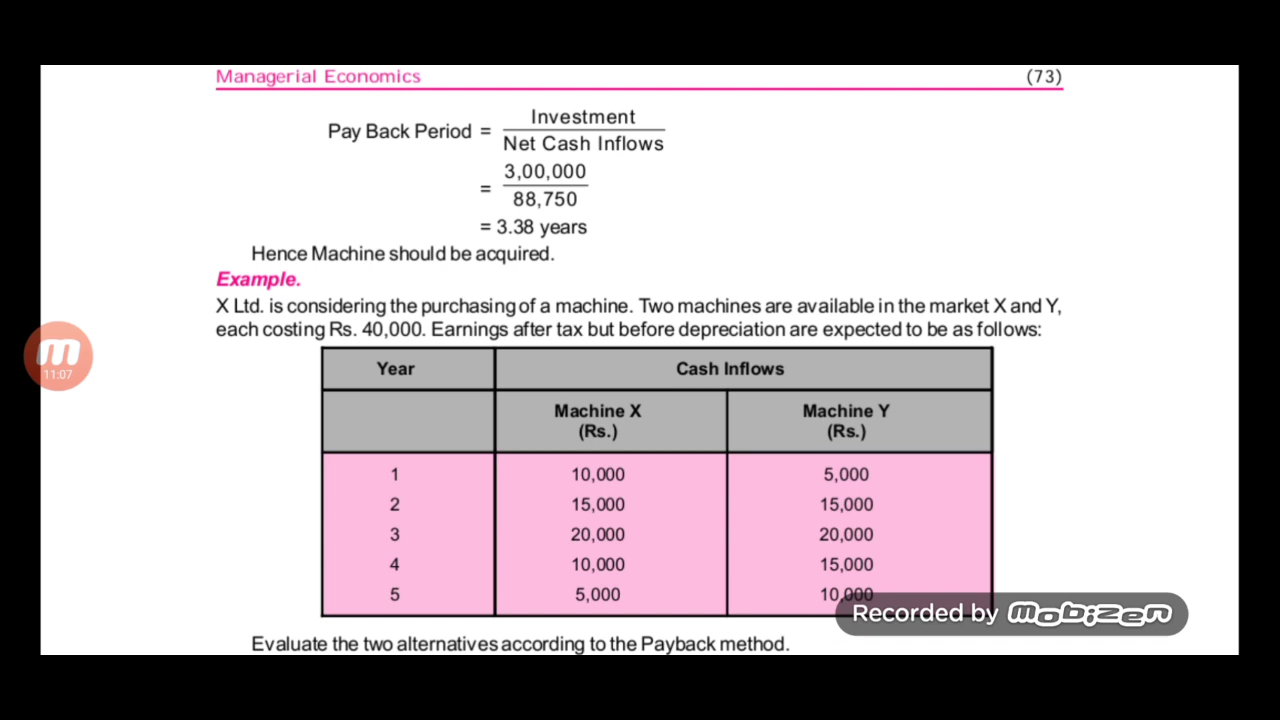 Managerial Economics (73)
Pay Back Period = Investment
Net Cash Inflows
= 3,00,000
88,750
= 3.38 years
Hence Machine should be acquired.
Example.
X Ltd. is considering the purchasing of a machine. Two machines are available in the market X and Y,
each costing Rs. 40,000. Earnings after tax but before depreciation are expected to be as follows:
Year Cash Inflows
Machine X Machine Y
(Rs.) (Rs.)
1 10,000 5,000
2 15,000 15,000
3 20,000 20,000
4 10,000 15,000
5 5,000 10,000
Evaluate the two alternatives according to the Payback method.
11:07
Recorded by mobizen